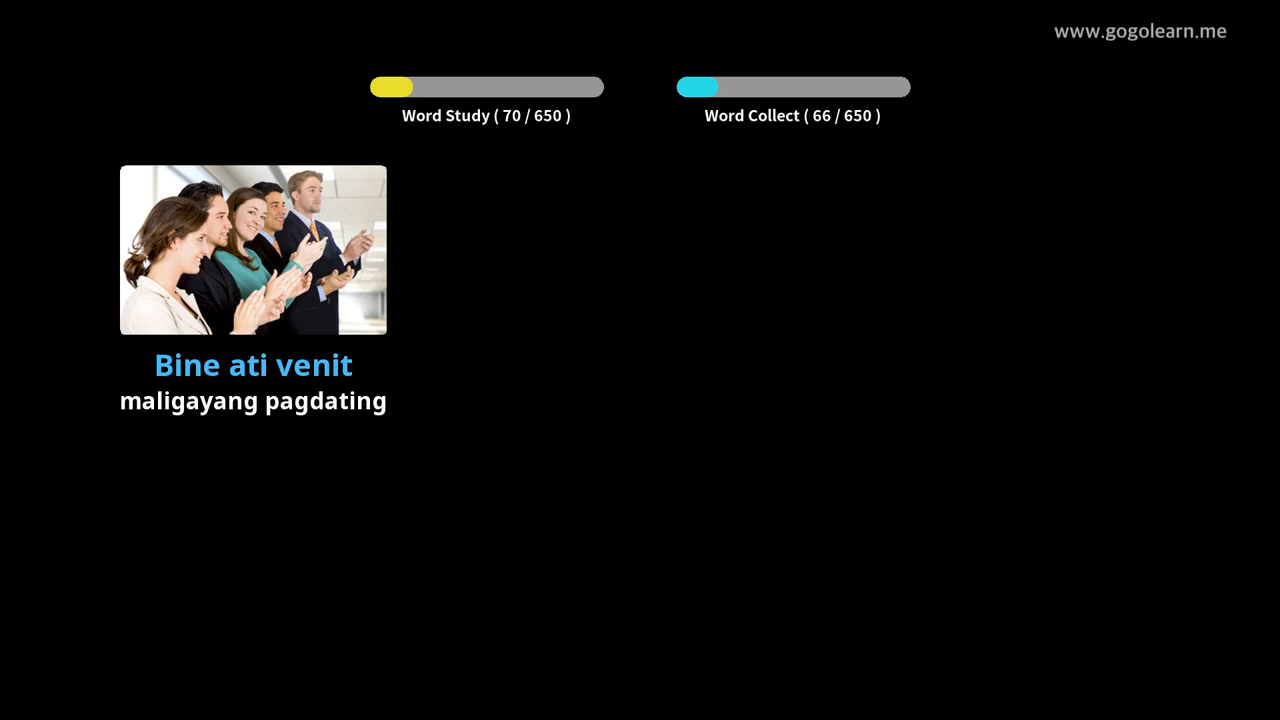 www.gogolearn.me
Word Study ( 70 / 650 )
Word Collect ( 66 / 650 )
Bine ati venit
maligayang pagdating